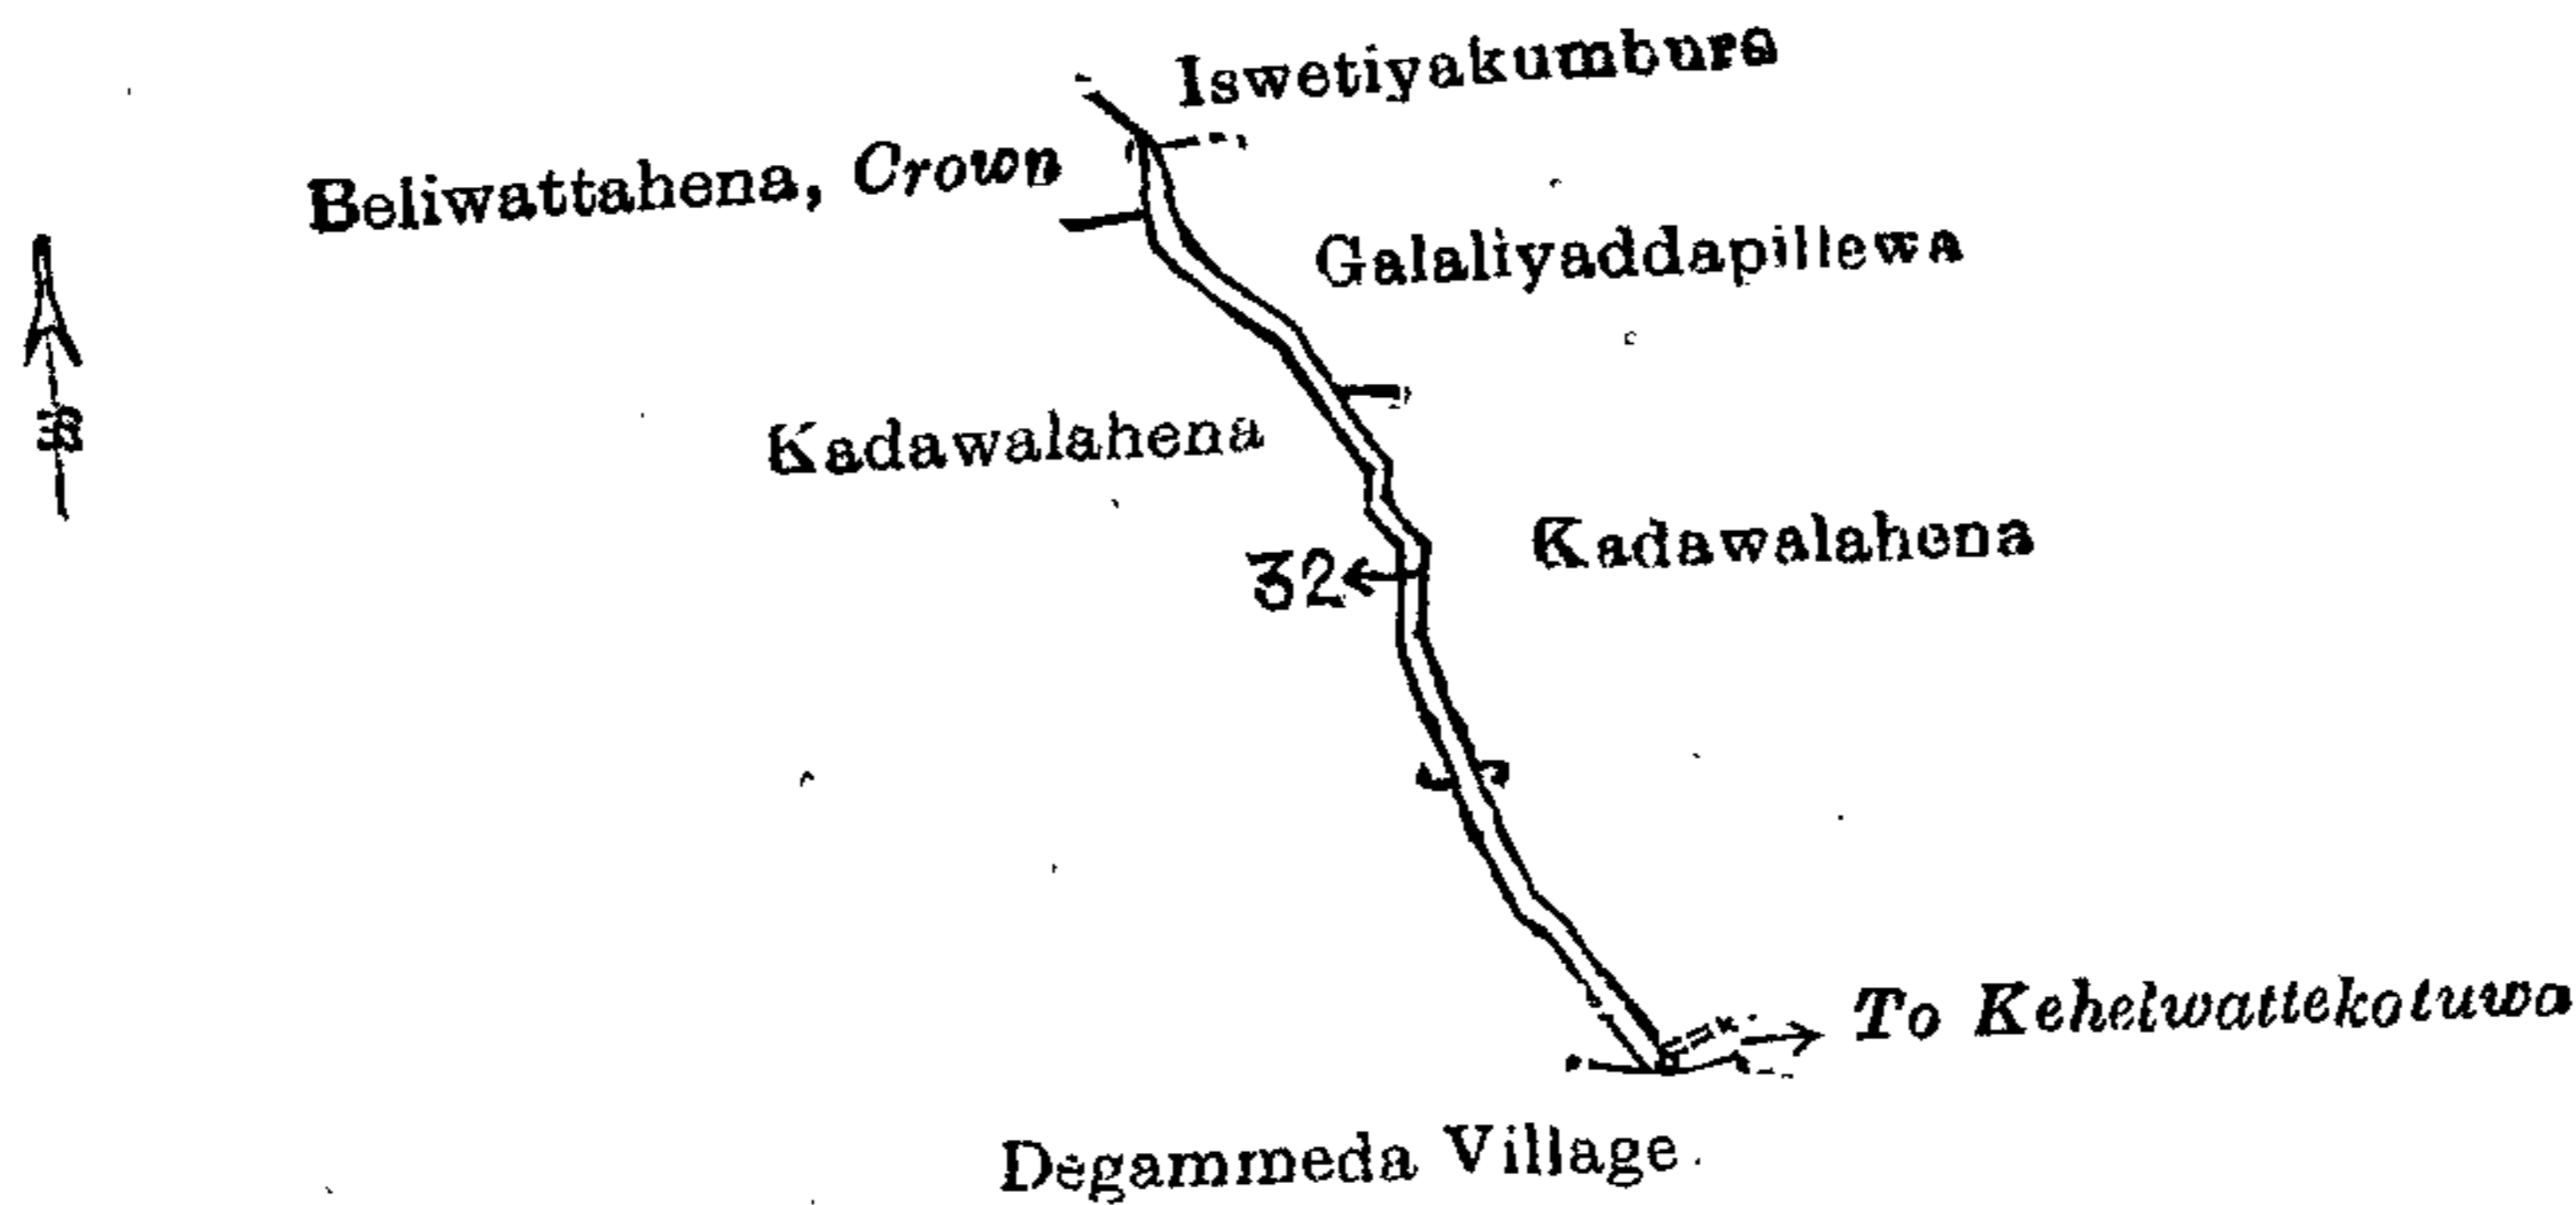 Iswetiyakumbura
Beliwattahena, Crown
Galaliyaddapillewa
Kadawalahena
32
Kadawalahena
To Kehelwattekotuwa
Degammeda Village.